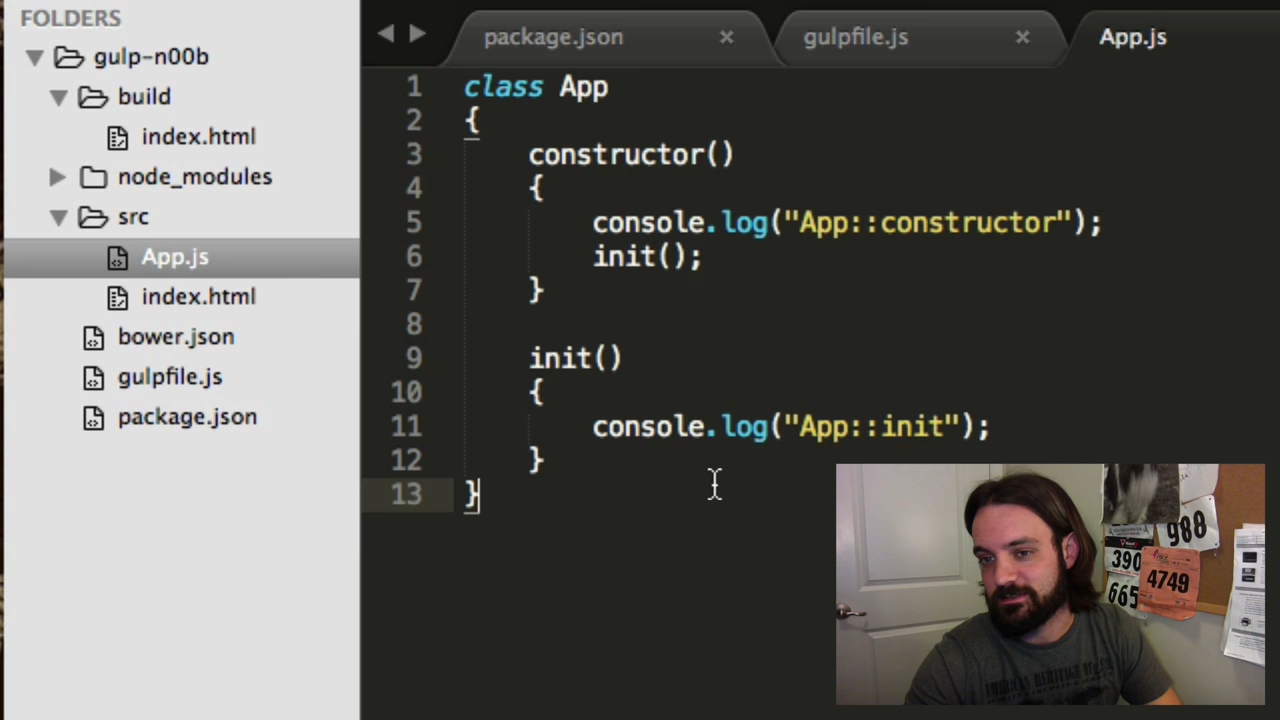 FOLDERS
gulp-n00b
build
index.html
node_modules
src
App.js
index.html
bower.json
gulpfile.js
package.json
package.json ×
gulpfile.js ×
App.js
1 class App
2 {
3 constructor()
4 {
5 console.log("App::constructor");
6 init();
7 }
8
9 init()
10 {
11 console.log("App::init");
12 }
13 }
988
390
4749
665
AMERICAN HERITAGE